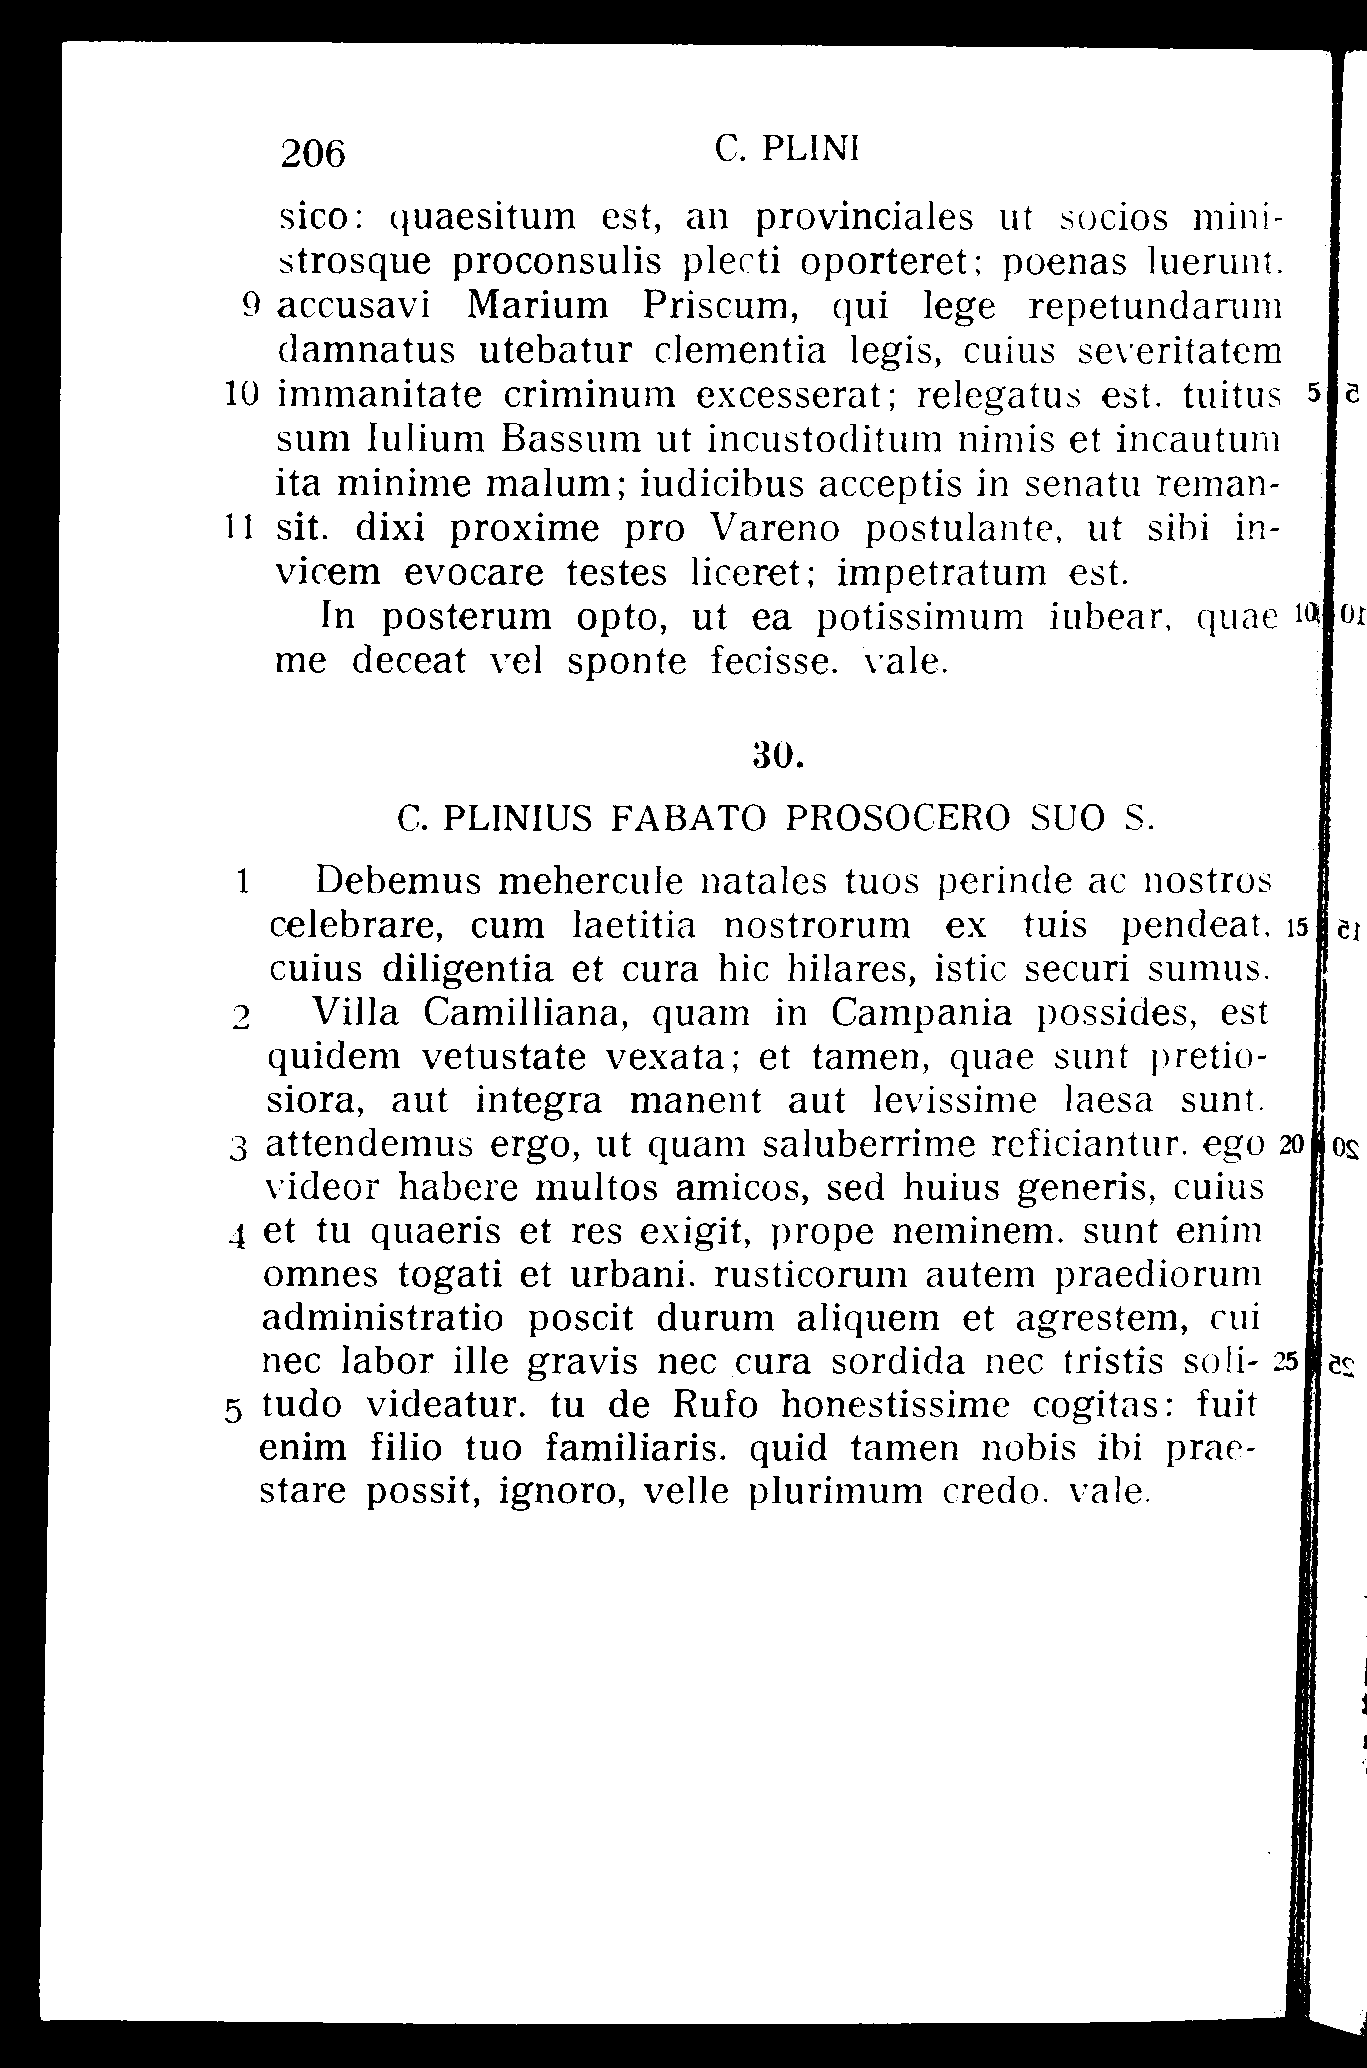 206 C. PLINI
sico: quaesitum est, an provinciales ut socios mini-
strosque proconsulis plecti oporteret; poenas luerunt.
9 accusavi Marium Priscum, qui lege repetundarum
damnatus utebatur clementia legis, cuius severitatem
10 immanitate criminum excesserat; relegatus est. tuitus 5
sum Iulium Bassum ut incustoditum nimis et incautum
ita minime malum; iudicibus acceptis in senatu reman-
11 sit. dixi proxime pro Vareno postulante, ut sibi in-
vicem evocare testes liceret; impetratum est.
In posterum opto, ut ea potissimum iubear, quae 10
me deceat vel sponte fecisse. vale.
30.
C. PLINIUS FABATO PROSOCERO SUO S.
1 Debemus mehercule natales tuos perinde ac nostros
celebrare, cum laetitia nostrorum ex tuis pendeat, 15
cuius diligentia et cura hic hilares, istic securi sumus.
2 Villa Camilliana, quam in Campania possides, est
quidem vetustate vexata; et tamen, quae sunt pretio-
siora, aut integra manent aut levissime laesa sunt.
3 attendemus ergo, ut quam saluberrime reficiantur. ego 20
videor habere multos amicos, sed huius generis, cuius
4 et tu quaeris et res exigit, prope neminem. sunt enim
omnes togati et urbani. rusticorum autem praediorum
administratio poscit durum aliquem et agrestem, cui
nec labor ille gravis nec cura sordida nec tristis soli- 25
5 tudo videatur. tu de Rufo honestissime cogitas: fuit
enim filio tuo familiaris. quid tamen nobis ibi prae-
stare possit, ignoro, velle plurimum credo. vale.